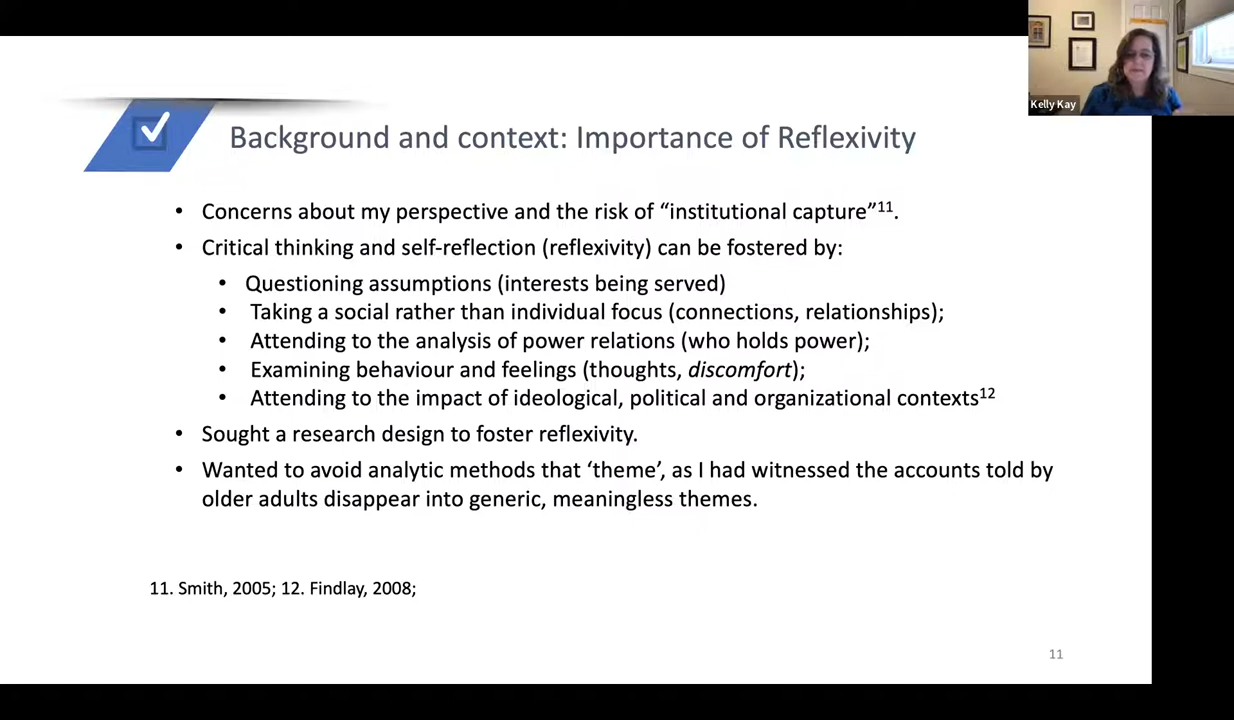 Kelly Kay
Background and context: Importance of Reflexivity
• Concerns about my perspective and the risk of “institutional capture”¹¹.
• Critical thinking and self-reflection (reflexivity) can be fostered by:
• Questioning assumptions (interests being served)
• Taking a social rather than individual focus (connections, relationships);
• Attending to the analysis of power relations (who holds power);
• Examining behaviour and feelings (thoughts, discomfort);
• Attending to the impact of ideological, political and organizational contexts¹²
• Sought a research design to foster reflexivity.
• Wanted to avoid analytic methods that ‘theme’, as I had witnessed the accounts told by
older adults disappear into generic, meaningless themes.
11. Smith, 2005; 12. Findlay, 2008;
11